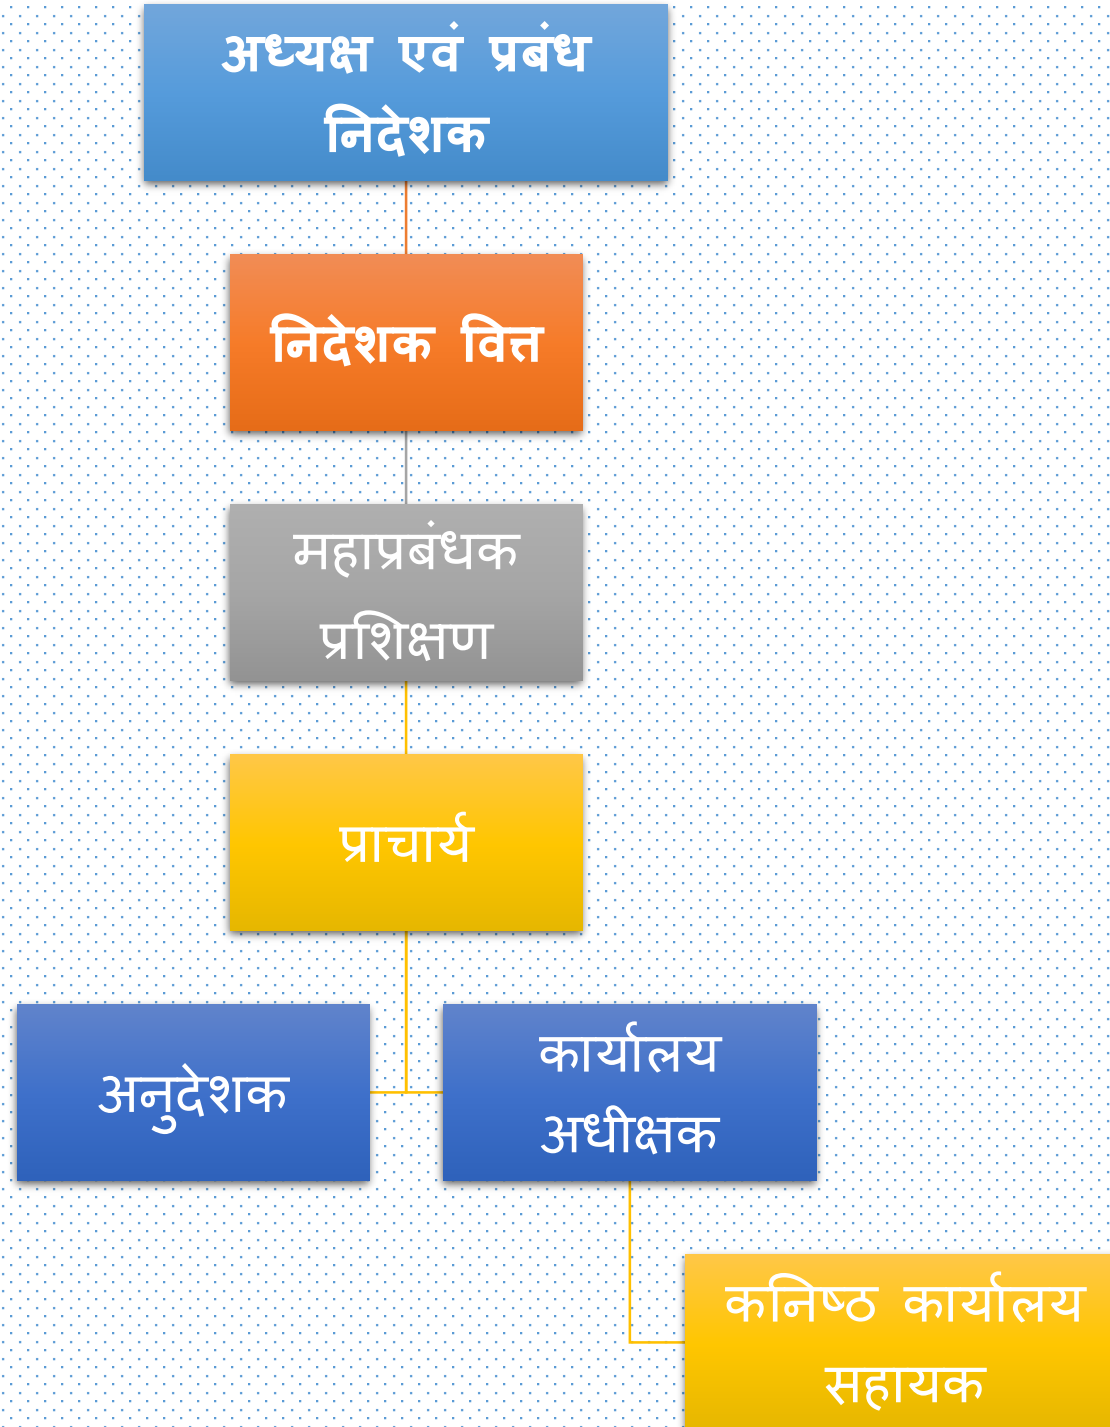 अध्यक्ष एवं प्रबंध
निदेशक
निदेशक वित्त
महाप्रबंधक
प्रशिक्षण
प्राचार्य
अनुदेशक
कार्यालय
अधीक्षक
कनिष्ठ कार्यालय
सहायक